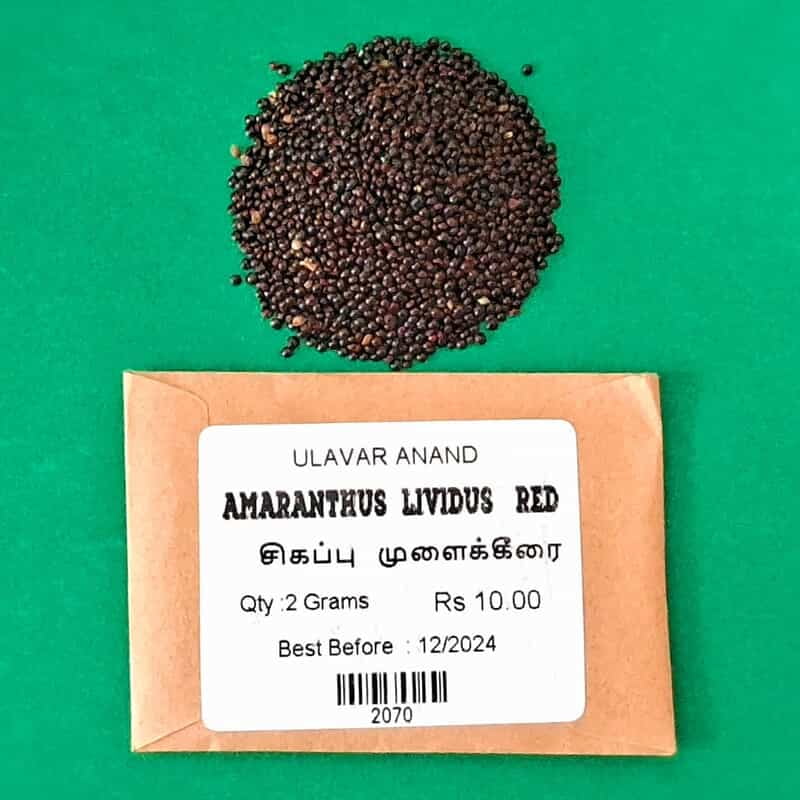 ULAVAR ANAND
AMARANTHUS LIVIDUS RED
சிகப்பு முளைக்கீரை
Qty :2 Grams Rs 10.00
Best Before : 12/2024
2070